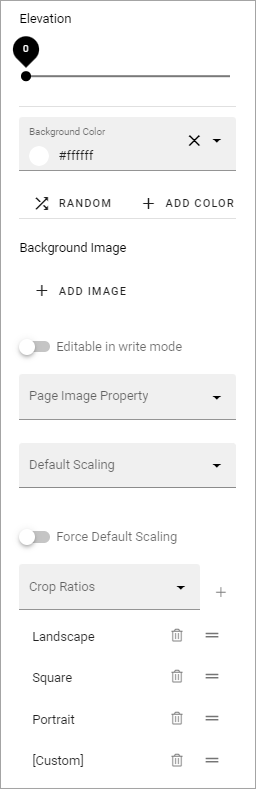 Elevation
0
Background Color
#ffffff
RANDOM
ADD COLOR
Background Image
ADD IMAGE
Editable in write mode
Page Image Property
Default Scaling
Force Default Scaling
Crop Ratios
Landscape
Square
Portrait
[Custom]